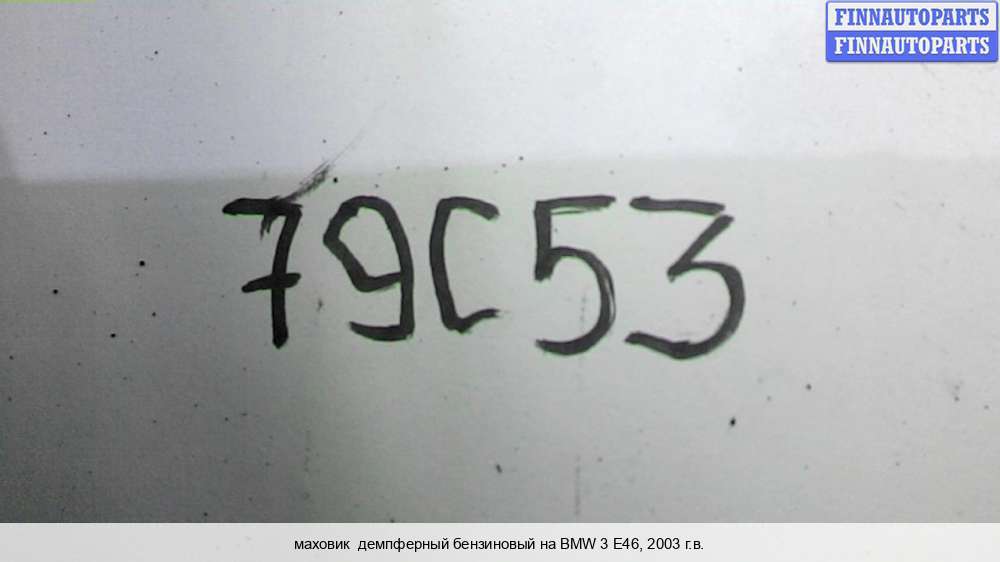 FINNAUTOPARTS
FINNAUTOPARTS
79C53
маховик демпферный бензиновый на BMW 3 E46, 2003 г.в.